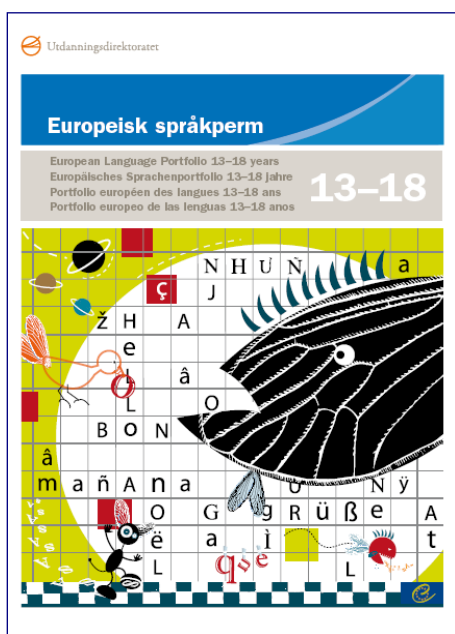 Utdanningsdirektoratet
Europeisk språkperm
European Language Portfolio 13–18 years
Europäisches Sprachenportfolio 13–18 jahre
Portfolio européen des langues 13–18 ans
Portfolio europeo de las lenguas 13–18 anos
13–18
N H Ư N a
ç J
ž H A
e
L â
L O
B O N
â
m a ñ A n a U N ÿ
O G g R ü ß e A
ë a ì t
L q o è L